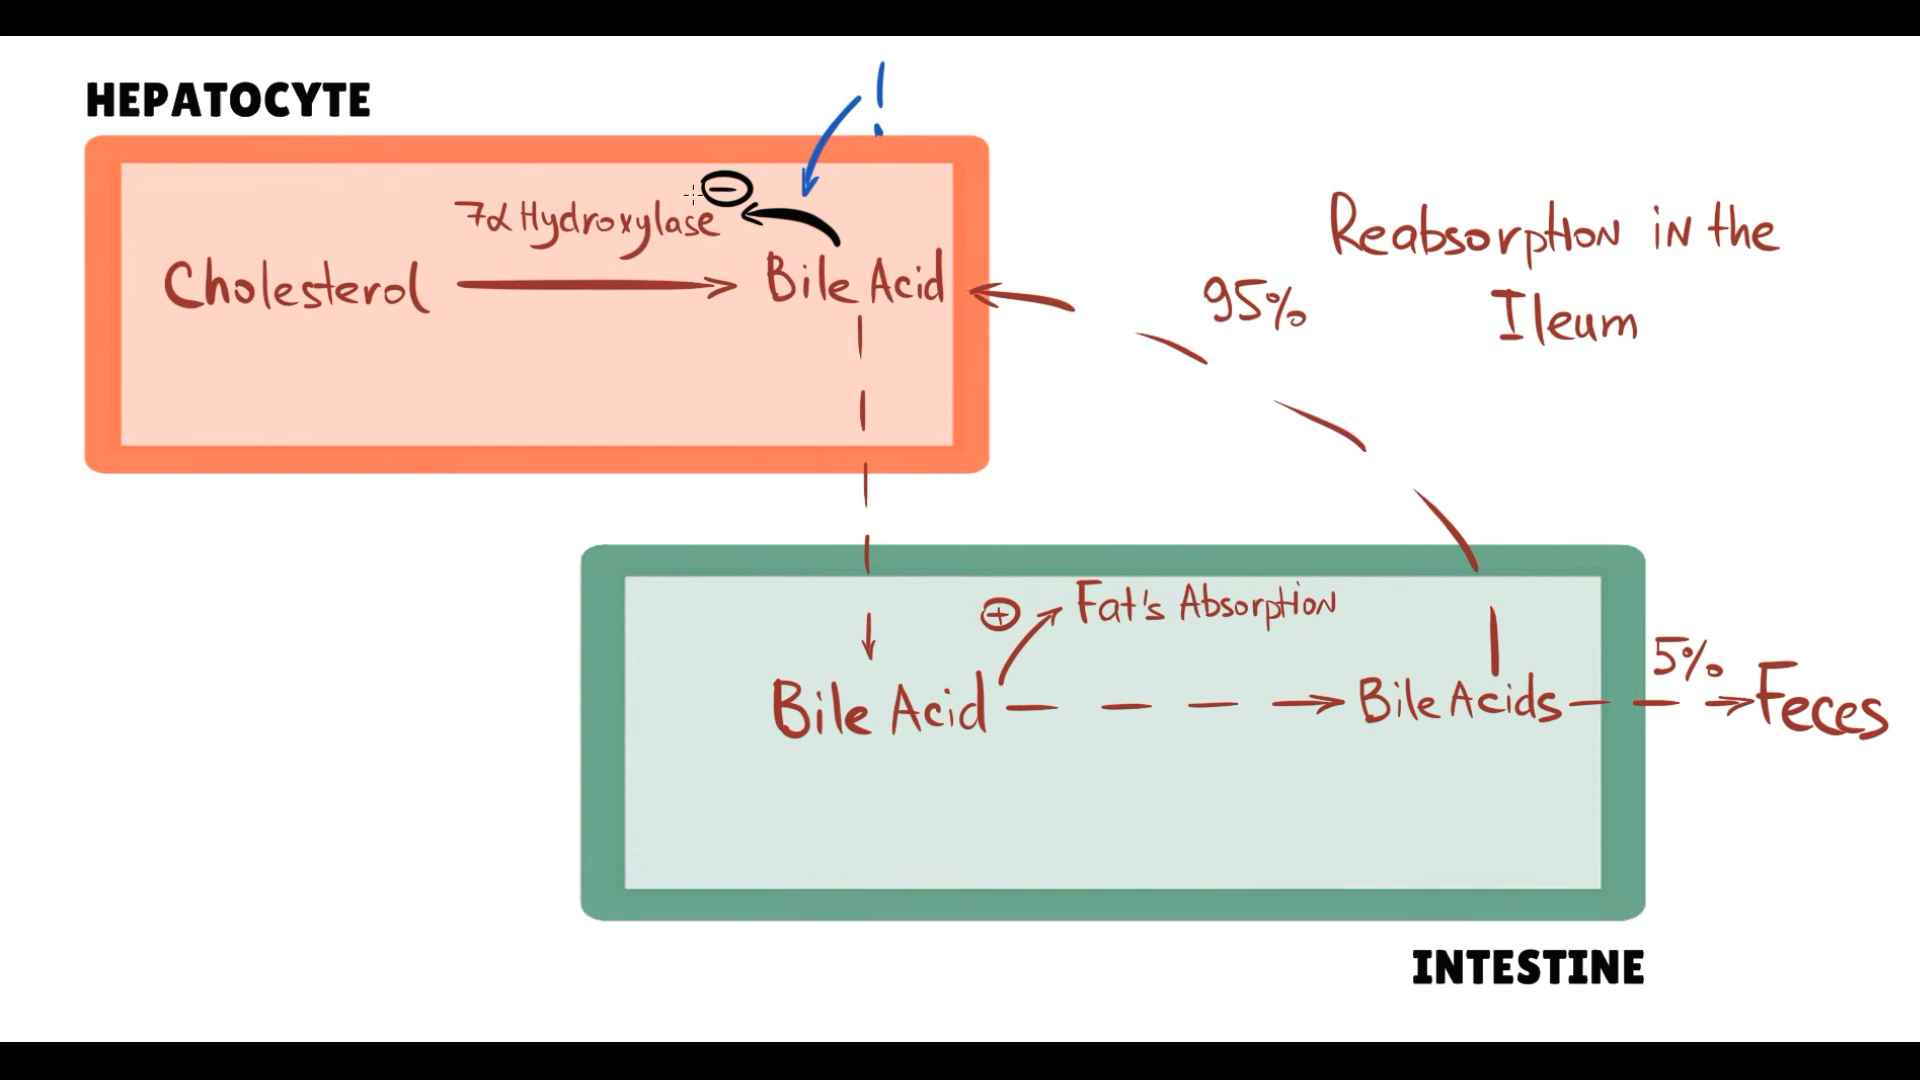 HEPATOCYTE
!
7α Hydroxylase
−
Cholesterol
Bile Acid
95%
Reabsorption in the
Ileum
+
Fat's Absorption
Bile Acid
Bile Acids
5%
Feces
INTESTINE